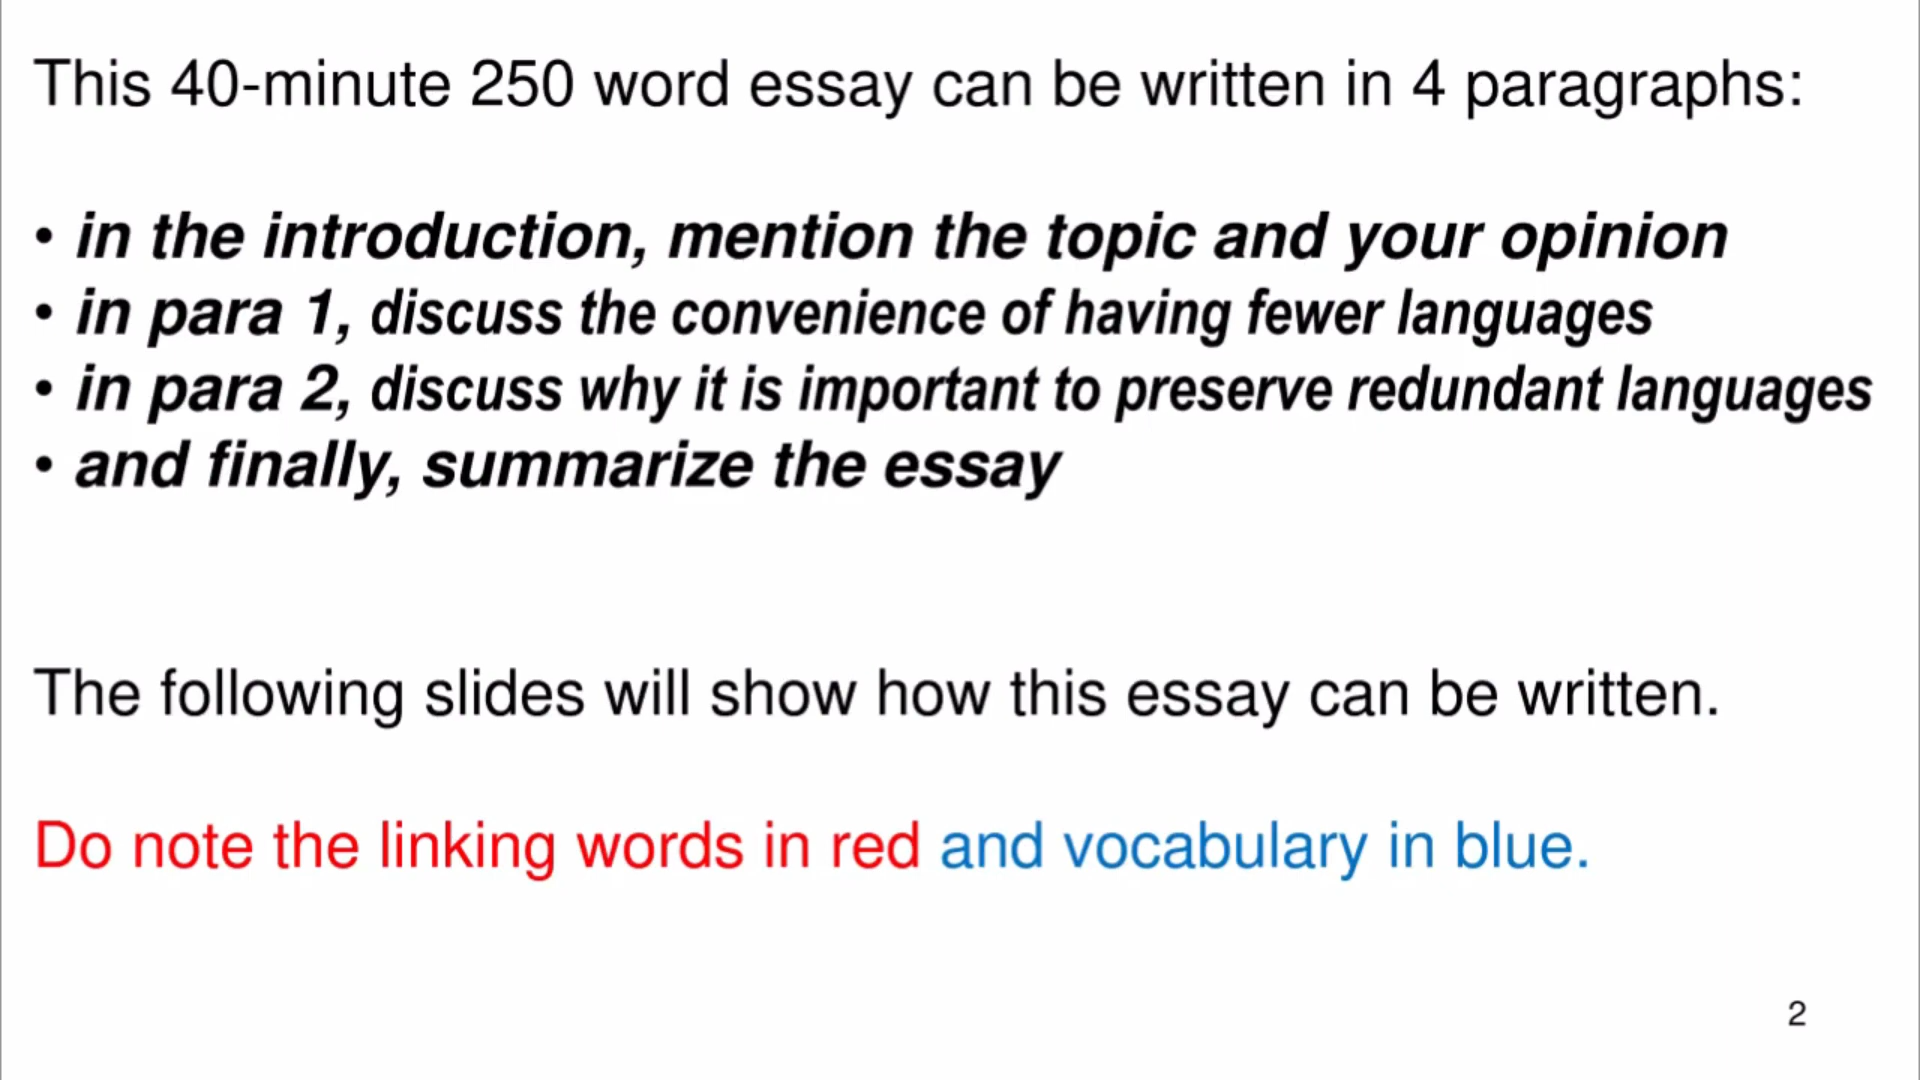 This 40-minute 250 word essay can be written in 4 paragraphs:
• in the introduction, mention the topic and your opinion
• in para 1, discuss the convenience of having fewer languages
• in para 2, discuss why it is important to preserve redundant languages
• and finally, summarize the essay
The following slides will show how this essay can be written.
Do note the linking words in red and vocabulary in blue.
2